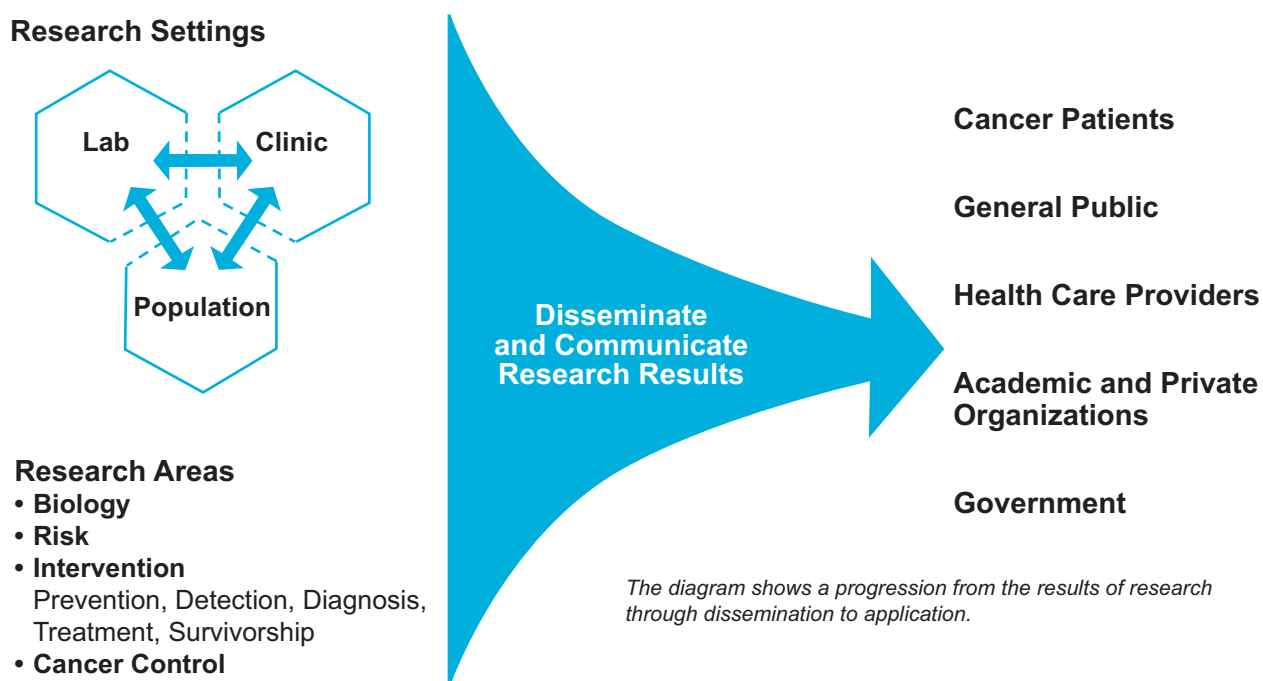 Research Settings
Lab
Clinic
Population
Research Areas
• Biology
• Risk
• Intervention
Prevention, Detection, Diagnosis,
Treatment, Survivorship
• Cancer Control
Disseminate
and Communicate
Research Results
Cancer Patients
General Public
Health Care Providers
Academic and Private
Organizations
Government
The diagram shows a progression from the results of research
through dissemination to application.